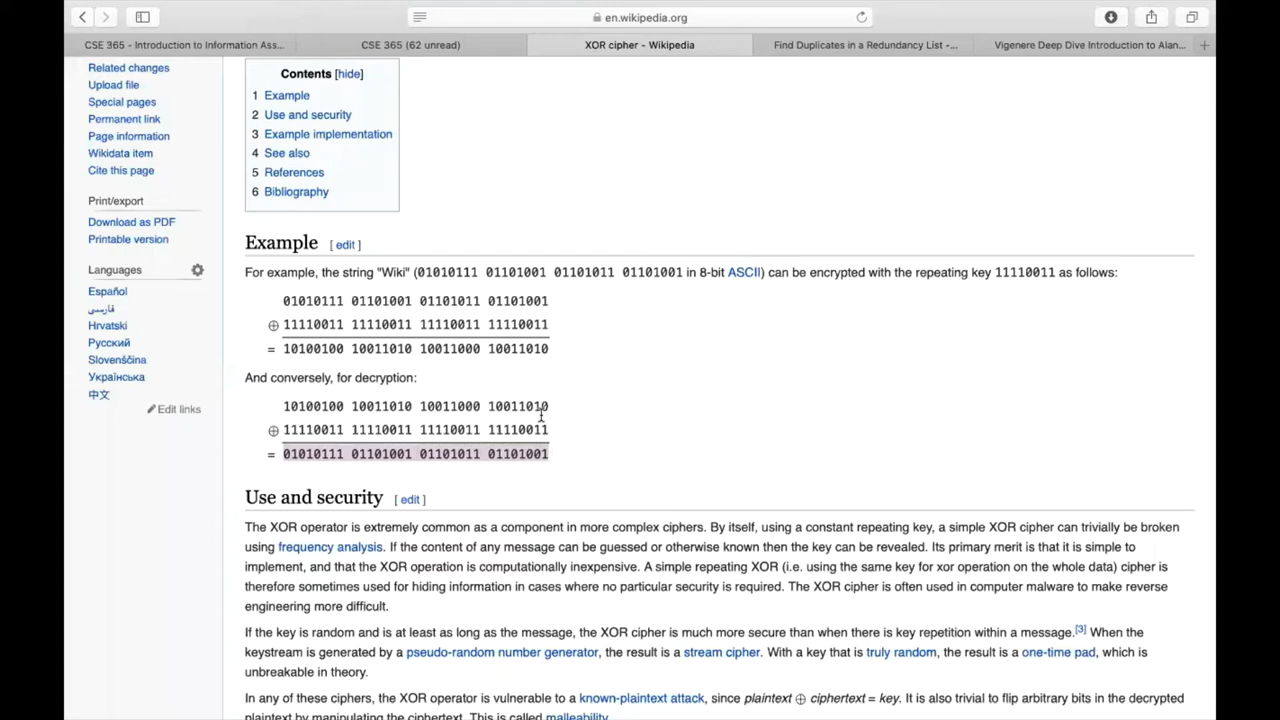 en.wikipedia.org
CSE 365 - Introduction to Information Ass...
CSE 365 (62 unread)
XOR cipher - Wikipedia
Find Duplicates in a Redundancy List -...
Vigenere Deep Dive Introduction to Alan...
Related changes
Upload file
Special pages
Permanent link
Page information
Wikidata item
Cite this page
Print/export
Download as PDF
Printable version
Languages
Español
فارسی
Hrvatski
Русский
Slovenščina
Українська
中文
Edit links
Contents [hide]
1 Example
2 Use and security
3 Example implementation
4 See also
5 References
6 Bibliography
Example [ edit ]
For example, the string "Wiki" (01010111 01101001 01101011 01101001 in 8-bit ASCII) can be encrypted with the repeating key 11110011 as follows:
01010111 01101001 01101011 01101001
⊕ 11110011 11110011 11110011 11110011
= 10100100 10011010 10011000 10011010
And conversely, for decryption:
10100100 10011010 10011000 10011010
⊕ 11110011 11110011 11110011 11110011
= 01010111 01101001 01101011 01101001
Use and security [ edit ]
The XOR operator is extremely common as a component in more complex ciphers. By itself, using a constant repeating key, a simple XOR cipher can trivially be broken
using frequency analysis. If the content of any message can be guessed or otherwise known then the key can be revealed. Its primary merit is that it is simple to
implement, and that the XOR operation is computationally inexpensive. A simple repeating XOR (i.e. using the same key for xor operation on the whole data) cipher is
therefore sometimes used for hiding information in cases where no particular security is required. The XOR cipher is often used in computer malware to make reverse
engineering more difficult.
If the key is random and is at least as long as the message, the XOR cipher is much more secure than when there is key repetition within a message.[3] When the
keystream is generated by a pseudo-random number generator, the result is a stream cipher. With a key that is truly random, the result is a one-time pad, which is
unbreakable in theory.
In any of these ciphers, the XOR operator is vulnerable to a known-plaintext attack, since plaintext ⊕ ciphertext = key. It is also trivial to flip arbitrary bits in the decrypted
plaintext by manipulating the ciphertext. This is called malleability.